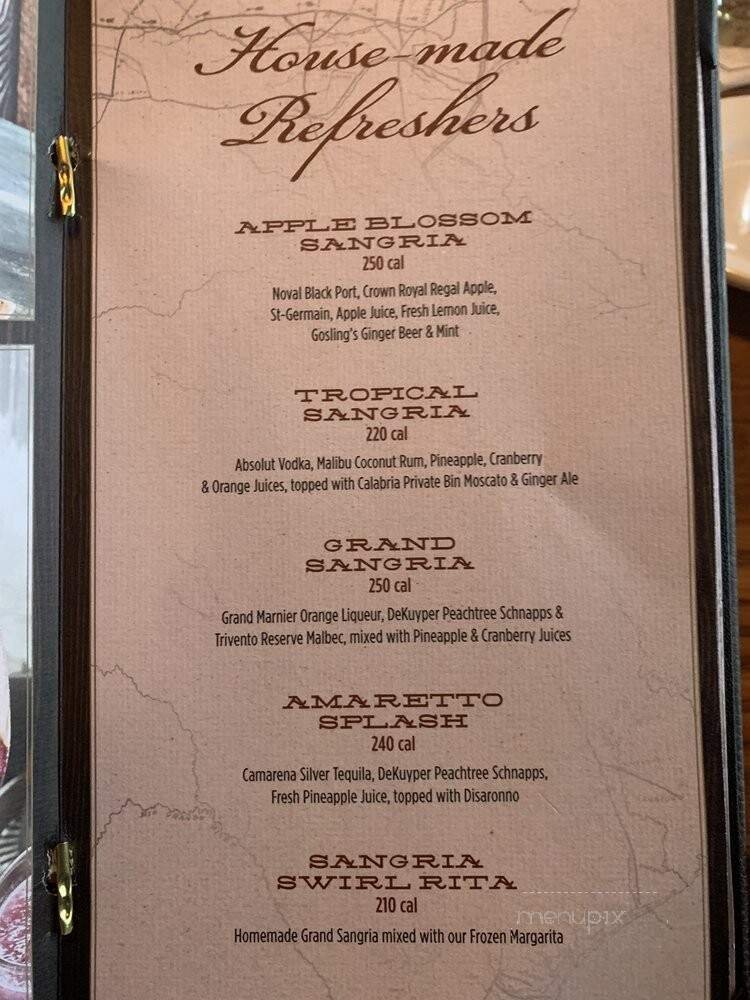 House-made
Refreshers
APPLE BLOSSOM
SANGRIA
250 cal
Noval Black Port, Crown Royal Regal Apple,
St-Germain, Apple Juice, Fresh Lemon Juice,
Gosling's Ginger Beer & Mint
TROPICAL
SANGRIA
220 cal
Absolut Vodka, Malibu Coconut Rum, Pineapple, Cranberry
& Orange Juices, topped with Calabria Private Bin Moscato & Ginger Ale
GRAND
SANGRIA
250 cal
Grand Marnier Orange Liqueur, DeKuyper Peachtree Schnapps &
Trivento Reserve Malbec, mixed with Pineapple & Cranberry Juices
AMARETTO
SPLASH
240 cal
Camarena Silver Tequila, DeKuyper Peachtree Schnapps,
Fresh Pineapple Juice, topped with Disaronno
SANGRIA
SWIRL RITA
210 cal
Homemade Grand Sangria mixed with our Frozen Margarita
menupix